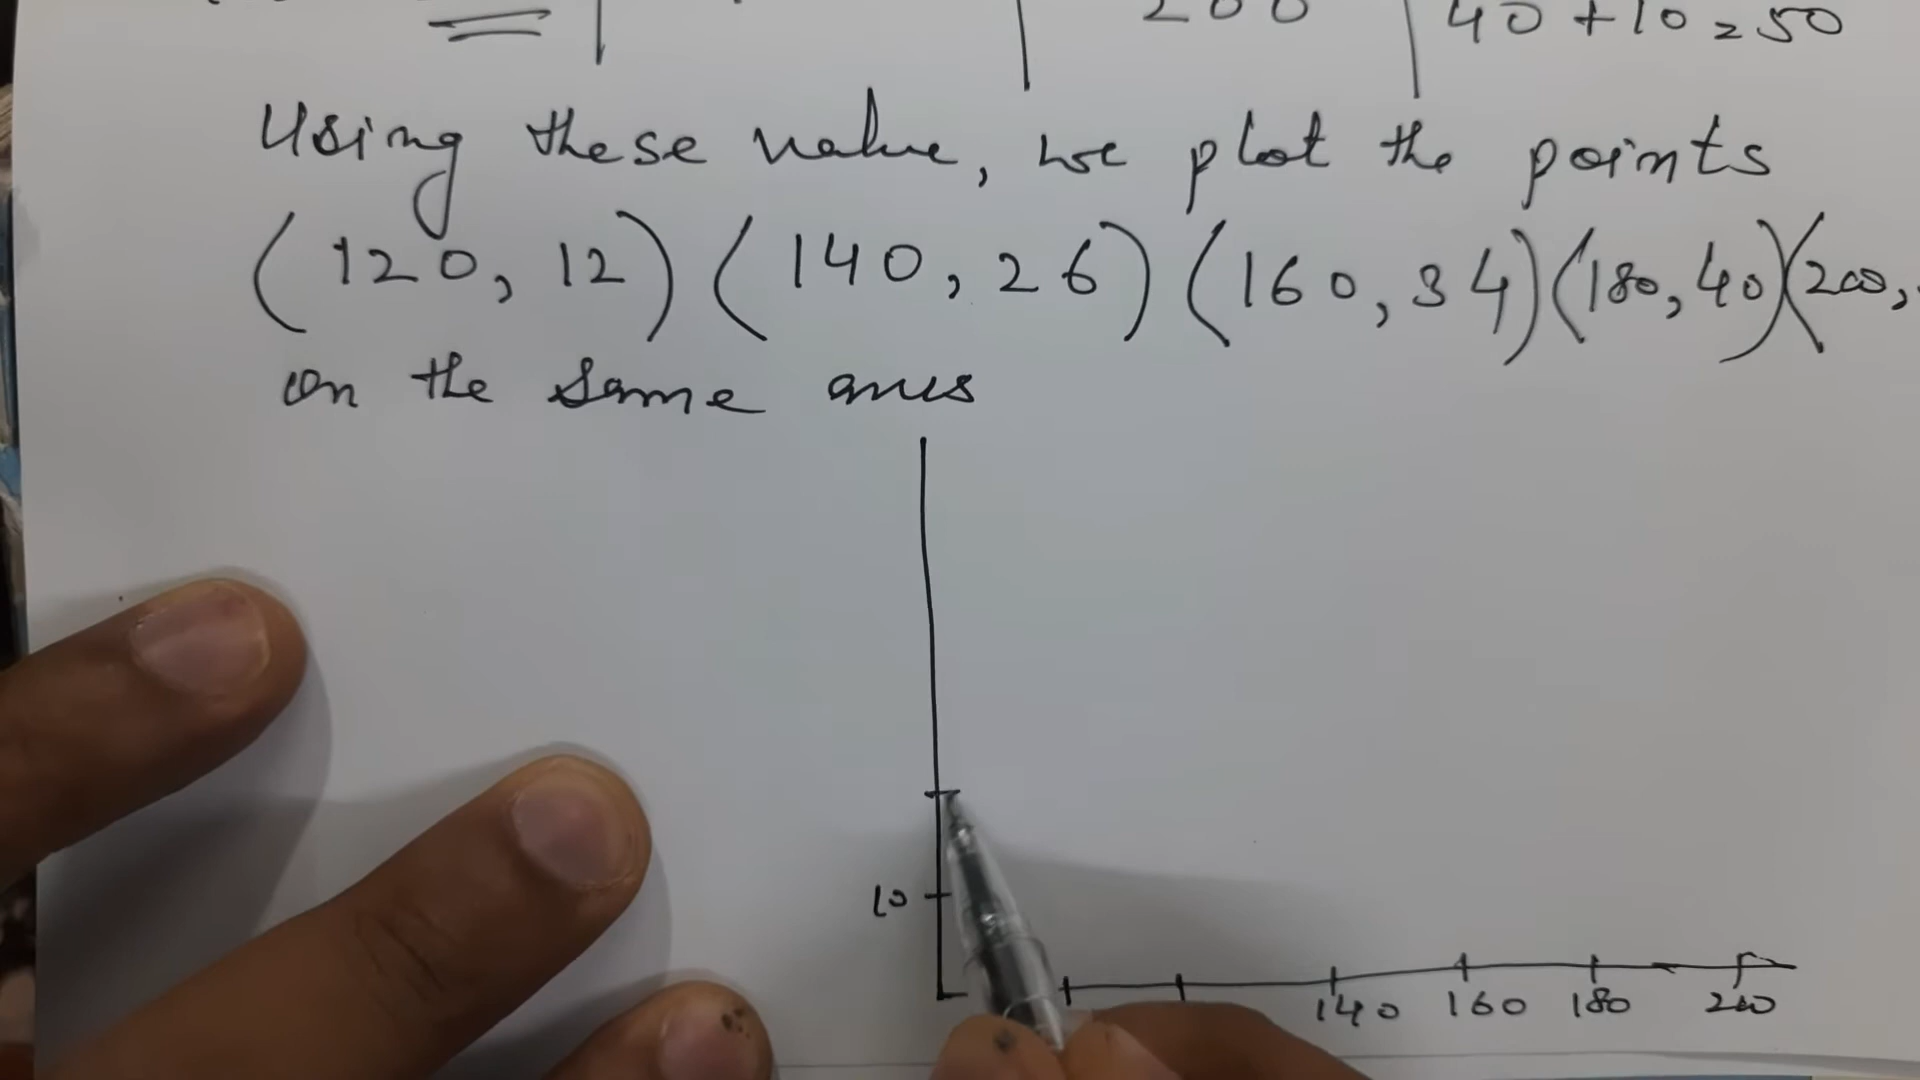 200 40 + 10 = 50
Using these value, we plot the points
(120, 12) (140, 26) (160, 34) (180, 40) (200,
on the same axes
10
140 160 180 200